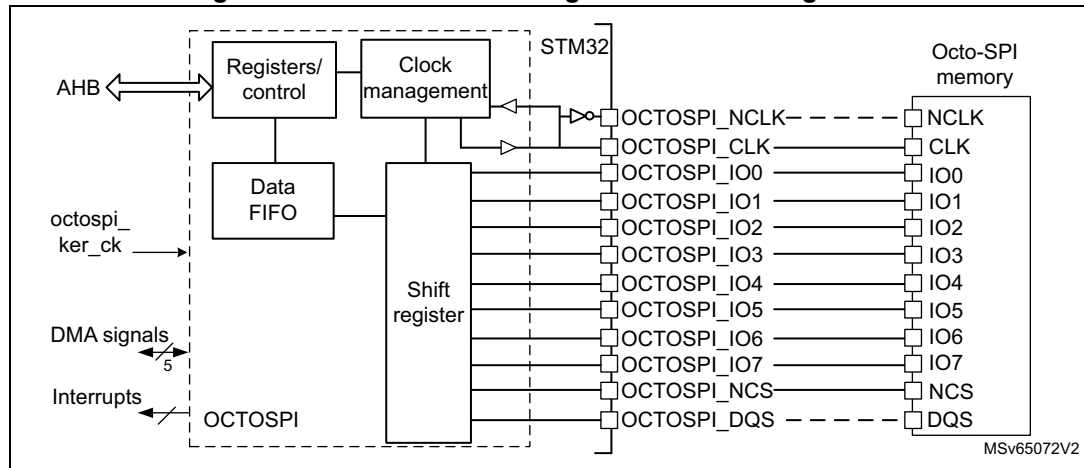 STM32
Octo-SPI
memory
Registers/
control
Clock
management
AHB
OCTOSPI_NCLK
NCLK
OCTOSPI_CLK
CLK
OCTOSPI_IO0
IO0
Data
FIFO
OCTOSPI_IO1
IO1
octospi_
ker_ck
OCTOSPI_IO2
IO2
OCTOSPI_IO3
IO3
OCTOSPI_IO4
IO4
Shift
register
OCTOSPI_IO5
IO5
DMA signals
5
OCTOSPI_IO6
IO6
OCTOSPI_IO7
IO7
Interrupts
OCTOSPI_NCS
NCS
OCTOSPI
OCTOSPI_DQS
DQS
MSv65072V2